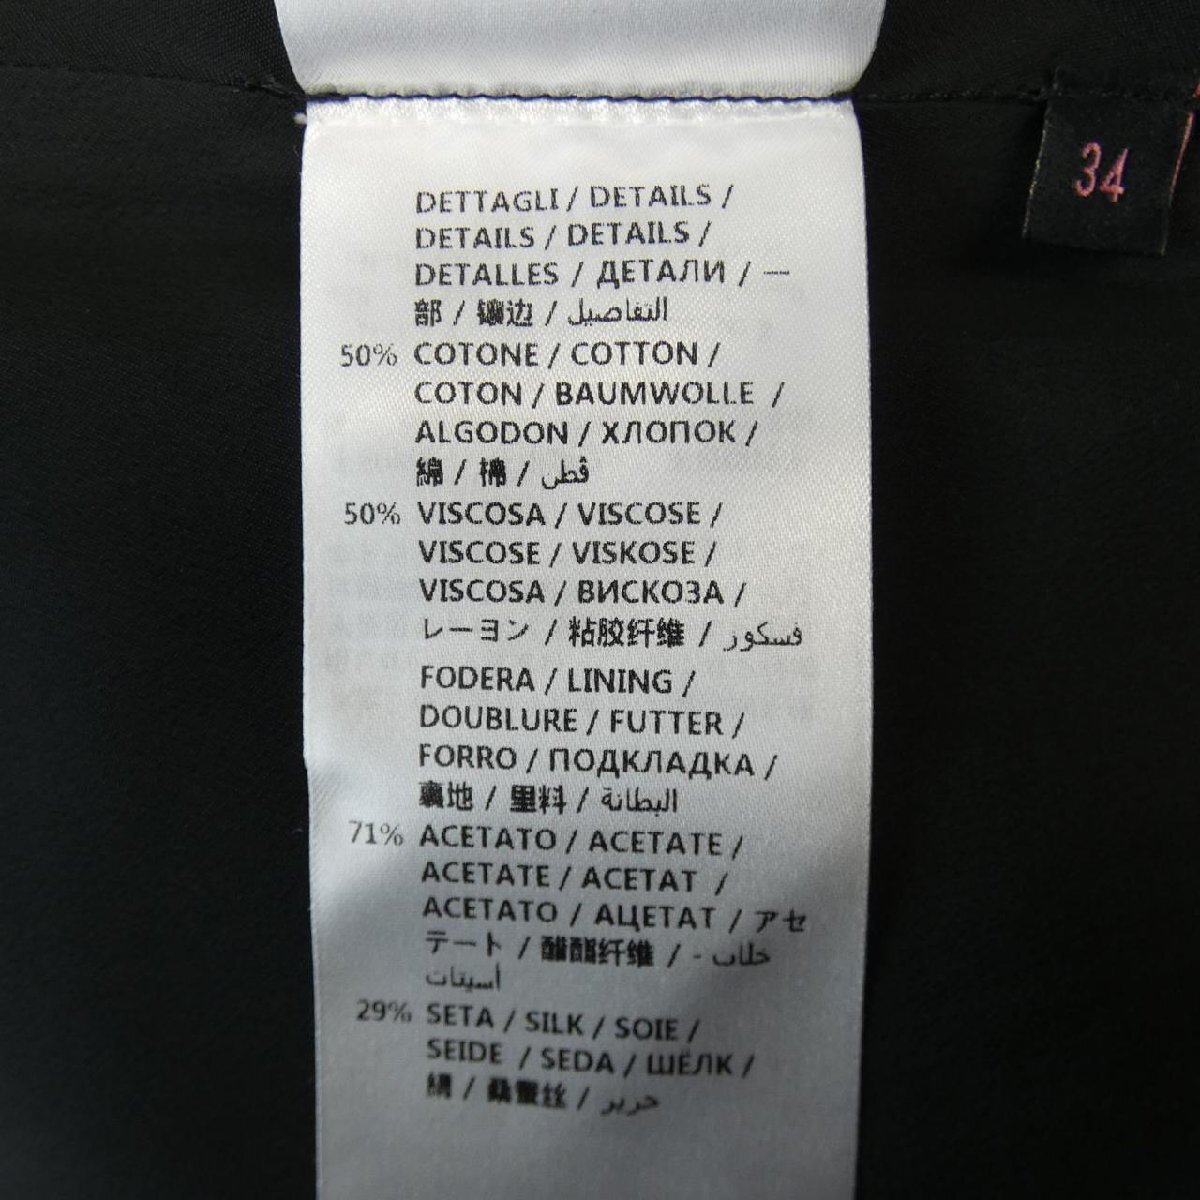 DETTAGLI / DETAILS /
DETAILS / DETAILS /
DETALLES / ДЕТАЛИ / 一
部 / 镶边 / التفاصيل
50% COTONE / COTTON /
COTON / BAUMWOLLE /
ALGODON / ХЛОПОК /
綿 / 棉 / قطن
50% VISCOSA / VISCOSE /
VISCOSE / VISKOSE /
VISCOSA / ВИСКОЗА /
レーヨン / 粘胶纤维 / فسكوز
FODERA / LINING /
DOUBLURE / FUTTER /
FORRO / ПОДКЛАДКА /
裏地 / 里料 / البطانة
71% ACETATO / ACETATE /
ACETATE / ACETAT /
ACETATO / АЦЕТАТ / アセ
テート / 醋酯纤维 / - خلات
أسيتات
29% SETA / SILK / SOIE /
SEIDE / SEDA / ШЁЛК /
絹 / 桑蚕丝 / حرير
34